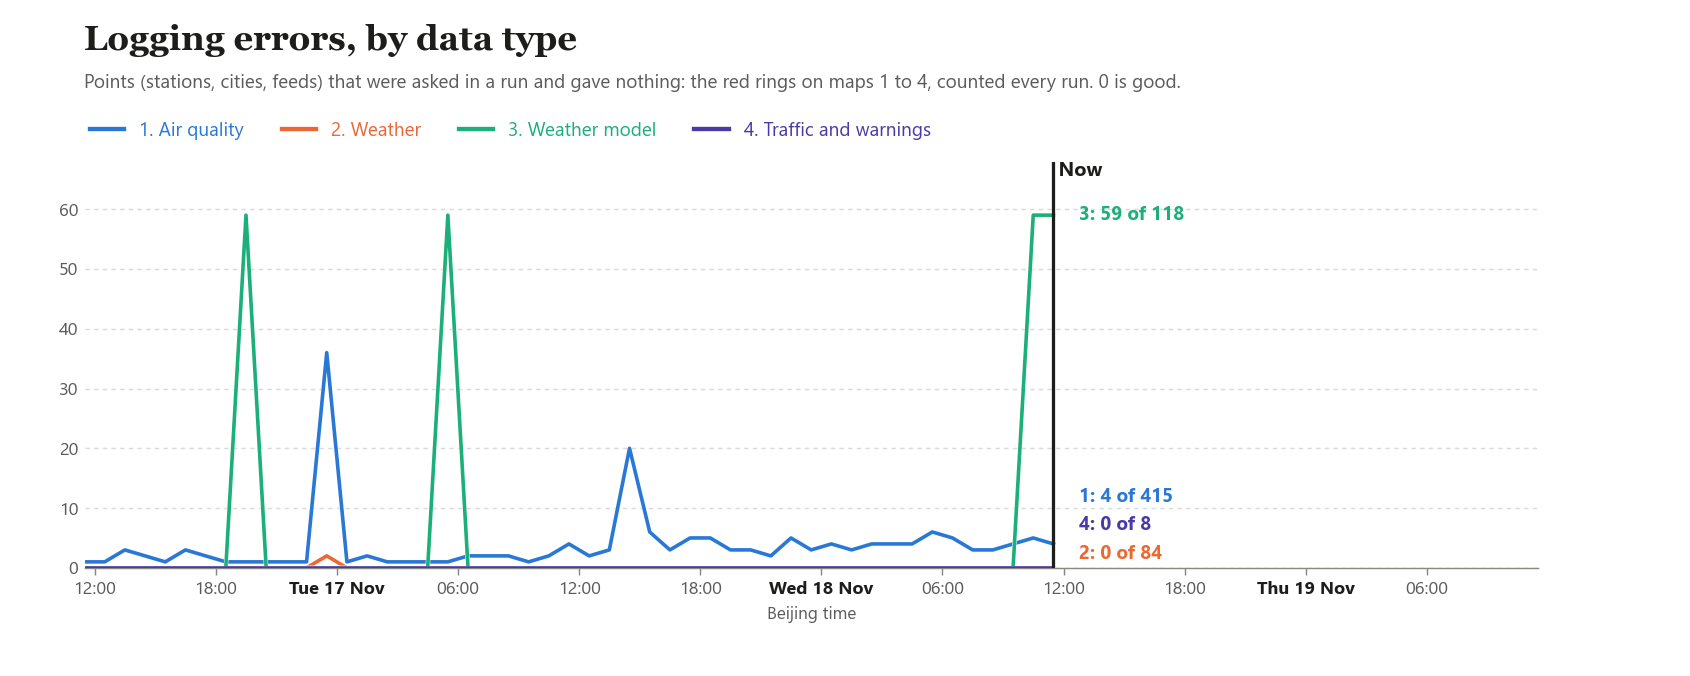 Logging errors, by data type
Points (stations, cities, feeds) that were asked in a run and gave nothing: the red rings on maps 1 to 4, counted every run. 0 is good.
1. Air quality 2. Weather 3. Weather model 4. Traffic and warnings
Now
60
3: 59 of 118
50
40
30
20
10
1: 4 of 415
4: 0 of 8
2: 0 of 84
0
12:00 18:00 Tue 17 Nov 06:00 12:00 18:00 Wed 18 Nov 06:00 12:00 18:00 Thu 19 Nov 06:00
Beijing time